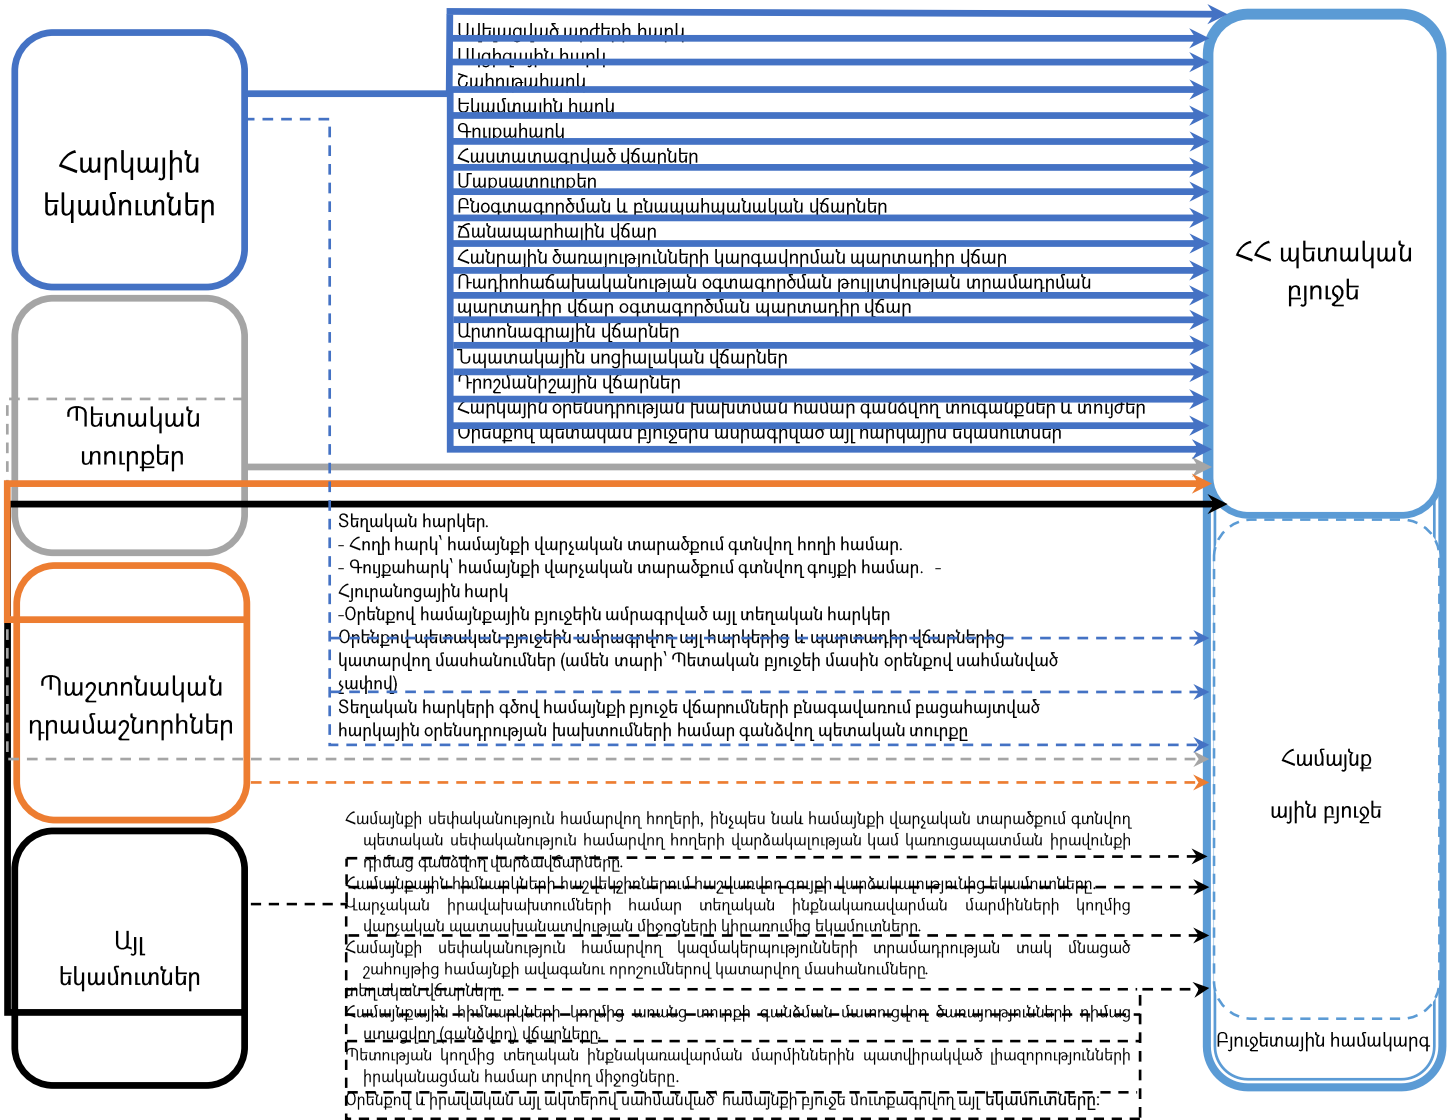 Հարկային
եկամուտներ
Պետական
տուրքեր
Պաշտոնական
դրամաշնորհներ
Այլ
եկամուտներ
Ավելացված արժեքի հարկ
Ակցիզային հարկ
Շահութահարկ
Եկամտային հարկ
Գույքահարկ
Հաստատագրված վճարներ
Մաքսատուրքեր
Բնօգտագործման և բնապահպանական վճարներ
Ճանապարհային վճար
Հանրային ծառայությունների կարգավորման պարտադիր վճար
Ռադիոհաճախականության օգտագործման թույլտվության տրամադրման
պարտադիր վճար օգտագործման պարտադիր վճար
Արտոնագրային վճարներ
Նպատակային սոցիալական վճարներ
Դրոշմանիշային վճարներ
Հարկային օրենսդրության խախտման համար գանձվող տուգանքներ և տույժեր
Օրենքով պետական բյուջեին ամրագրված այլ հարկային եկամուտներ
Տեղական հարկեր.
- Հողի հարկ՝ համայնքի վարչական տարածքում գտնվող հողի համար.
- Գույքահարկ՝ համայնքի վարչական տարածքում գտնվող գույքի համար. -
Հյուրանոցային հարկ
-Օրենքով համայնքային բյուջեին ամրագրված այլ տեղական հարկեր
Օրենքով պետական բյուջեին ամրագրվող այլ հարկերից և պարտադիր վճարներից
կատարվող մասհանումներ (ամեն տարի՝ Պետական բյուջեի մասին օրենքով սահմանված
չափով)
Տեղական հարկերի գծով համայնքի բյուջե վճարումների բնագավառում բացահայտված
հարկային օրենսդրության խախտումների համար գանձվող պետական տուրքը
Համայնքի սեփականություն համարվող հողերի, ինչպես նաև համայնքի վարչական տարածքում գտնվող
պետական սեփականություն համարվող հողերի վարձակալության կամ կառուցապատման իրավունքի
դիմաց գանձվող վարձավճարները.
Համայնքային հիմնարկների հաշվեկշիռներում հաշվառվող գույքի վարձակալությունից եկամուտները.
Վարչական իրավախախտումների համար տեղական ինքնակառավարման մարմինների կողմից
վարչական պատասխանատվության միջոցների կիրառումից եկամուտները.
Համայնքի սեփականություն համարվող կազմակերպությունների տրամադրության տակ մնացած
շահույթից համայնքի ավագանու որոշումներով կատարվող մասհանումները.
տեղական վճարները.
Համայնքային հիմնարկների կողմից առանց տուրքի գանձման մատուցվող ծառայությունների դիմաց
ստացվող (գանձվող) վճարները.
Պետության կողմից տեղական ինքնակառավարման մարմիններին պատվիրակված լիազորությունների
իրականացման համար տրվող միջոցները.
Օրենքով և իրավական այլ ակտերով սահմանված՝ համայնքի բյուջե մուտքագրվող այլ եկամուտները:
ՀՀ պետական
բյուջե
Համայնք
ային բյուջե
Բյուջետային համակարգ